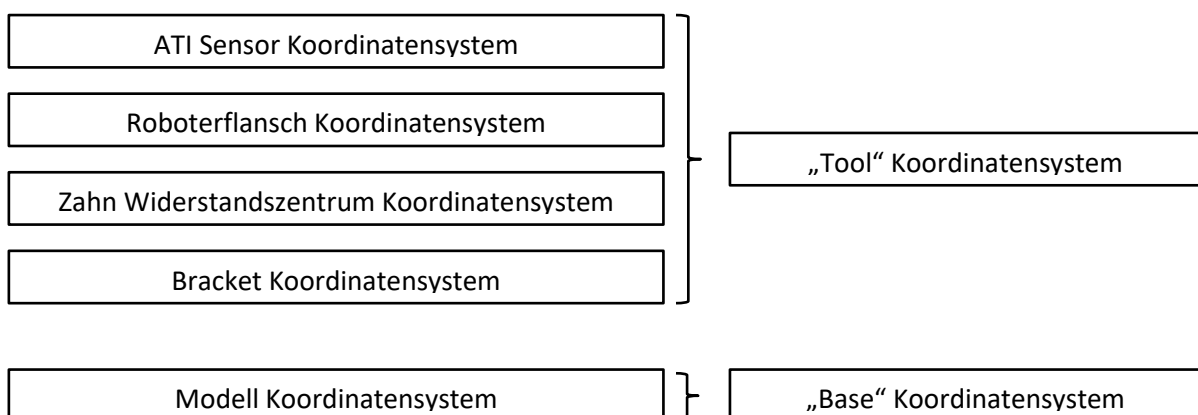 ATI Sensor Koordinatensystem
Roboterflansch Koordinatensystem
Zahn Widerstandszentrum Koordinatensystem
Bracket Koordinatensystem
„Tool“ Koordinatensystem
Modell Koordinatensystem
„Base“ Koordinatensystem